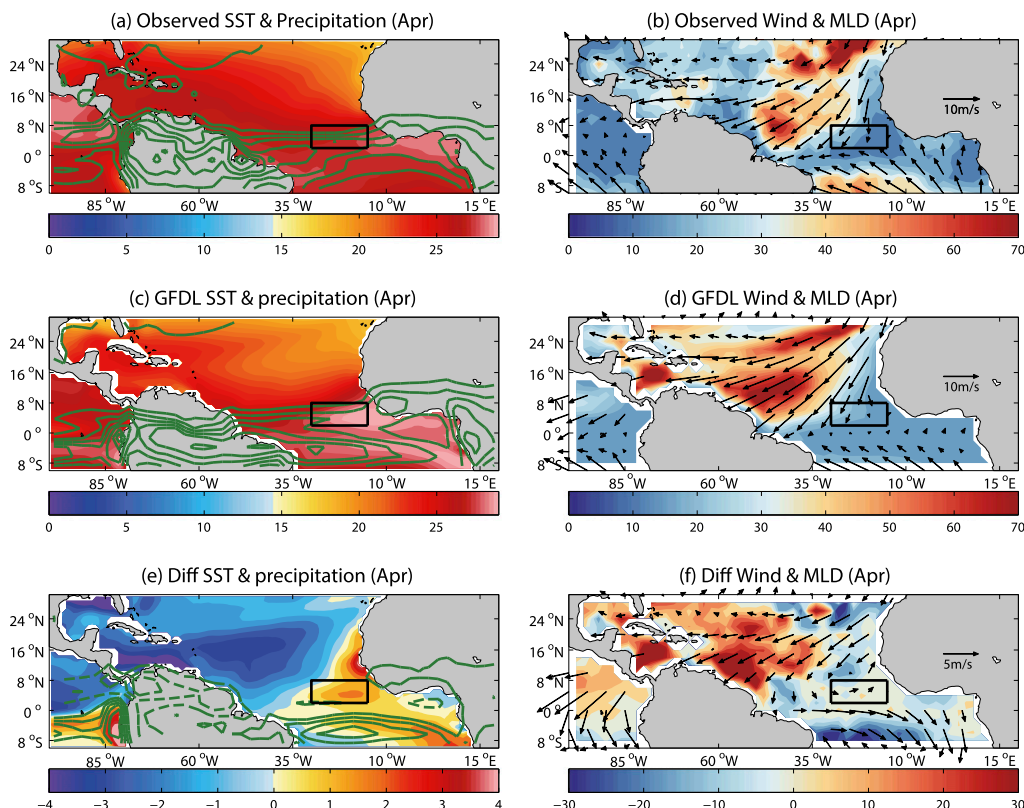 (a) Observed SST & Precipitation (Apr)
24 °N
16 °N
8 °N
0 °
8 °S
85°W 60°W 35°W 10°W 15°E
0 5 10 15 20 25
(b) Observed Wind & MLD (Apr)
24 °N
16 °N
8 °N
0 °
8 °S
10m/s
85°W 60°W 35°W 10°W 15°E
0 10 20 30 40 50 60 70
(c) GFDL SST & precipitation (Apr)
24 °N
16 °N
8 °N
0 °
8 °S
85°W 60°W 35°W 10°W 15°E
0 5 10 15 20 25
(d) GFDL Wind & MLD (Apr)
24 °N
16 °N
8 °N
0 °
8 °S
10m/s
85°W 60°W 35°W 10°W 15°E
0 10 20 30 40 50 60 70
(e) Diff SST & precipitation (Apr)
24 °N
16 °N
8 °N
0 °
8 °S
85°W 60°W 35°W 10°W 15°E
−4 −3 −2 −1 0 1 2 3 4
(f) Diff Wind & MLD (Apr)
24 °N
16 °N
8 °N
0 °
8 °S
5m/s
85°W 60°W 35°W 10°W 15°E
−30 −20 −10 0 10 20 30